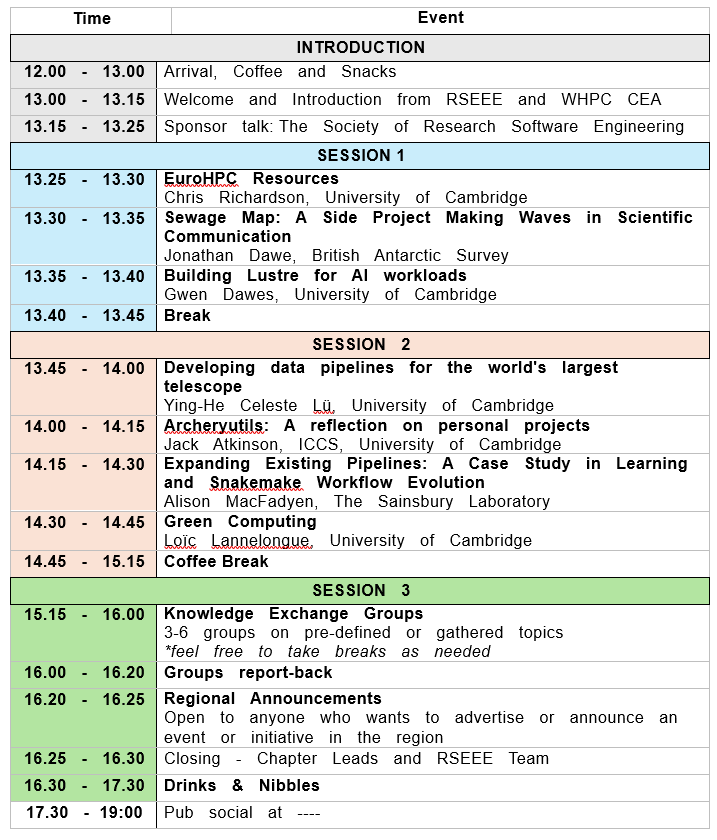 Time Event
INTRODUCTION
12.00 - 13.00 Arrival, Coffee and Snacks
13.00 - 13.15 Welcome and Introduction from RSEEE and WHPC CEA
13.15 - 13.25 Sponsor talk: The Society of Research Software Engineering
SESSION 1
13.25 - 13.30 EuroHPC Resources
Chris Richardson, University of Cambridge
13.30 - 13.35 Sewage Map: A Side Project Making Waves in Scientific
Communication
Jonathan Dawe, British Antarctic Survey
13.35 - 13.40 Building Lustre for AI workloads
Gwen Dawes, University of Cambridge
13.40 - 13.45 Break
SESSION 2
13.45 - 14.00 Developing data pipelines for the world's largest
telescope
Ying-He Celeste Lü, University of Cambridge
14.00 - 14.15 Archeryutils: A reflection on personal projects
Jack Atkinson, ICCS, University of Cambridge
14.15 - 14.30 Expanding Existing Pipelines: A Case Study in Learning
and Snakemake Workflow Evolution
Alison MacFadyen, The Sainsbury Laboratory
14.30 - 14.45 Green Computing
Loïc Lannelongue, University of Cambridge
14.45 - 15.15 Coffee Break
SESSION 3
15.15 - 16.00 Knowledge Exchange Groups
3-6 groups on pre-defined or gathered topics
*feel free to take breaks as needed
16.00 - 16.20 Groups report-back
16.20 - 16.25 Regional Announcements
Open to anyone who wants to advertise or announce an
event or initiative in the region
16.25 - 16.30 Closing - Chapter Leads and RSEEE Team
16.30 - 17.30 Drinks & Nibbles
17.30 - 19:00 Pub social at ----